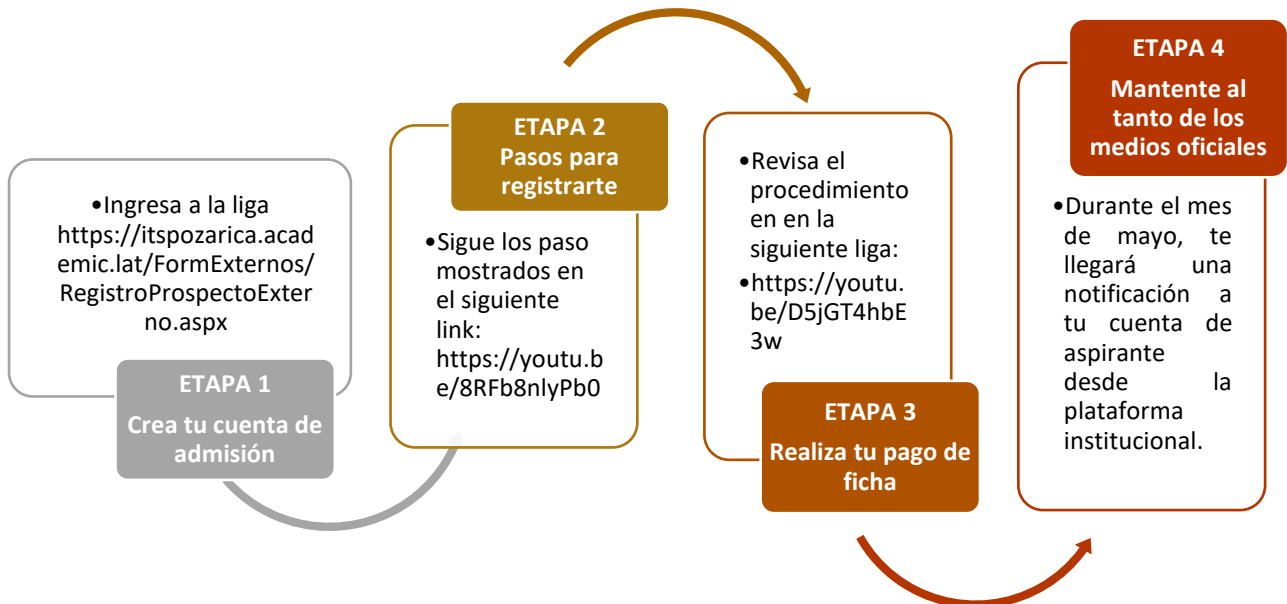 •Ingresa a la liga
https://itspozarica.acad
emic.lat/FormExternos/
RegistroProspectoExter
no.aspx
ETAPA 1
Crea tu cuenta de
admisión
ETAPA 2
Pasos para
registrarte
•Sigue los paso
mostrados en
el siguiente
link:
https://youtu.b
e/8RFb8nlyPb0
•Revisa el
procedimiento
en en la
siguiente liga:
•https://youtu.
be/D5jGT4hbE
3w
ETAPA 3
Realiza tu pago de
ficha
ETAPA 4
Mantente al
tanto de los
medios oficiales
•Durante el mes
de mayo, te
llegará una
notificación a
tu cuenta de
aspirante
desde la
plataforma
institucional.